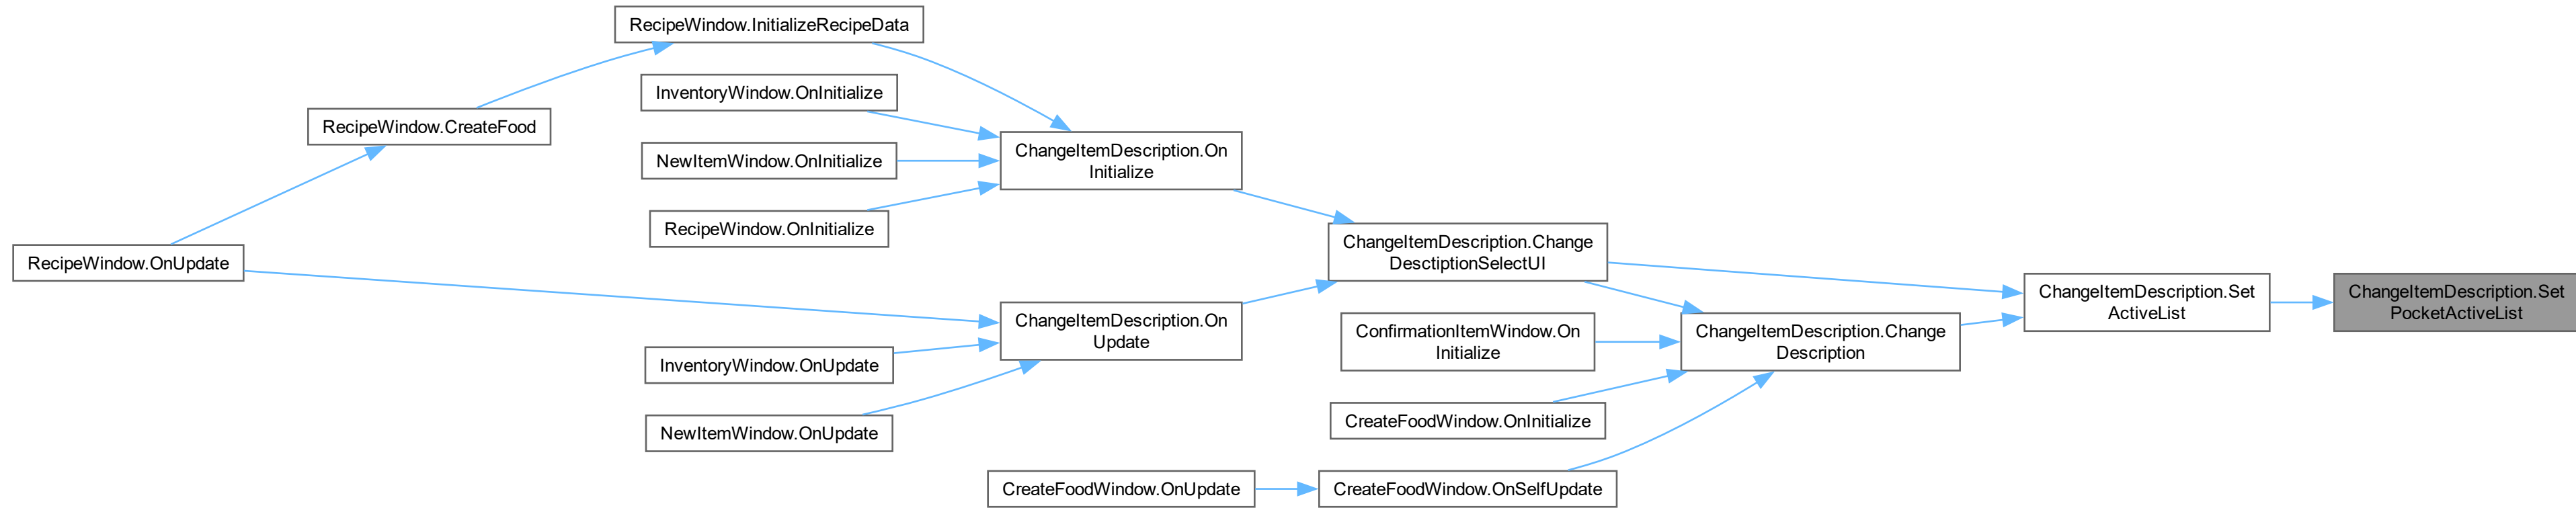 RecipeWindow.InitializeRecipeData
InventoryWindow.OnInitialize
RecipeWindow.CreateFood
NewItemWindow.OnInitialize
ChangeItemDescription.On
Initialize
RecipeWindow.OnInitialize
RecipeWindow.OnUpdate
ChangeItemDescription.Change
DesctiptionSelectUI
ChangeItemDescription.Set
ActiveList
ChangeItemDescription.Set
PocketActiveList
ChangeItemDescription.On
Update
ConfirmationItemWindow.On
Initialize
ChangeItemDescription.Change
Description
InventoryWindow.OnUpdate
CreateFoodWindow.OnInitialize
NewItemWindow.OnUpdate
CreateFoodWindow.OnUpdate
CreateFoodWindow.OnSelfUpdate